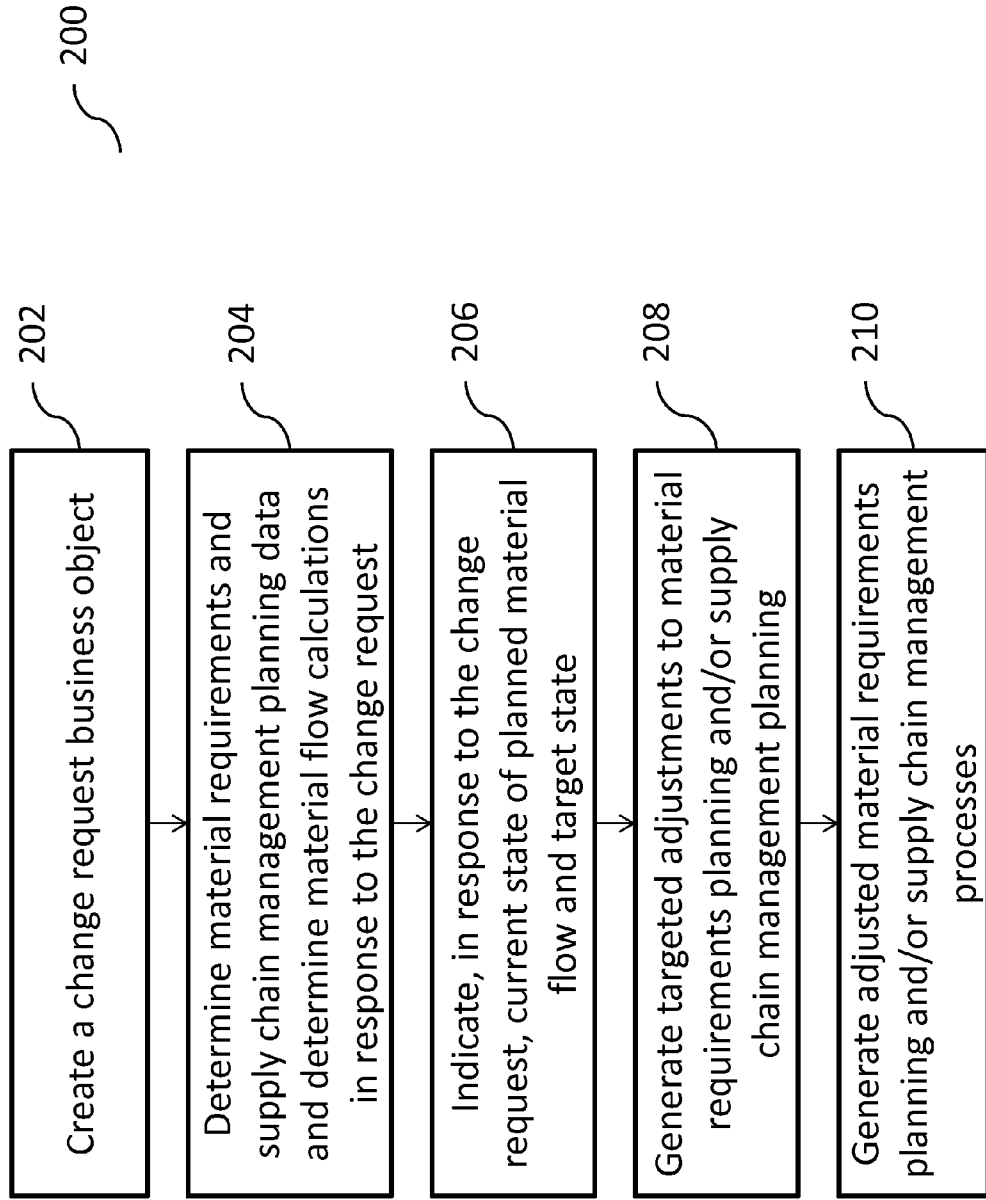 200
202
Create a change request business object
204
Determine material requirements and
supply chain management planning data
and determine material flow calculations
in response to the change request
206
Indicate, in response to the change
request, current state of planned material
flow and target state
208
Generate targeted adjustments to material
requirements planning and/or supply
chain management planning
210
Generate adjusted material requirements
planning and/or supply chain management
processes